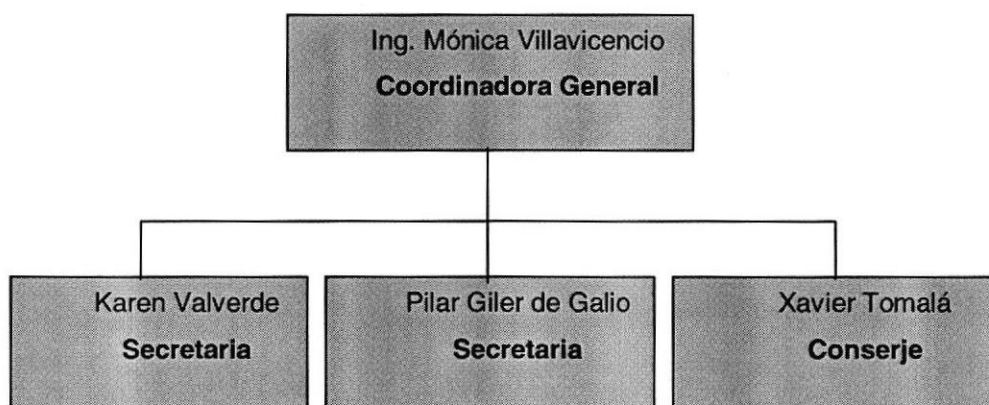 Ing. Mónica Villavicencio
Coordinadora General
Karen Valverde
Secretaria
Pilar Giler de Galio
Secretaria
Xavier Tomalá
Conserje